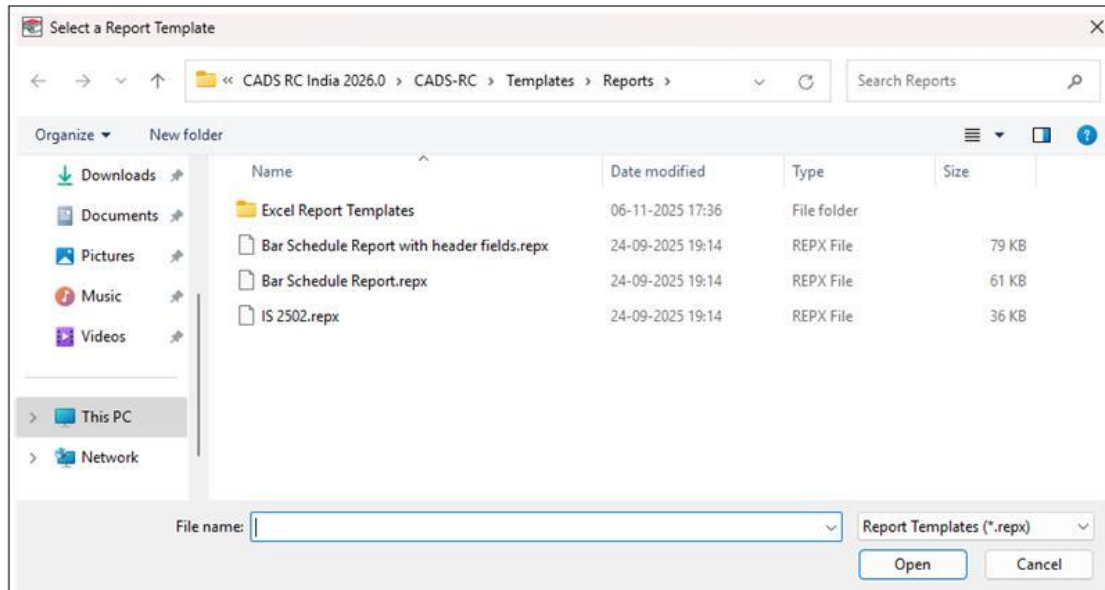 Select a Report Template
« CADS RC India 2026.0 > CADS-RC > Templates > Reports >
Search Reports
Organize
New folder
Name Date modified Type Size
Downloads
Documents
Pictures
Music
Videos
This PC
Network
Excel Report Templates 06-11-2025 17:36 File folder
Bar Schedule Report with header fields.repx 24-09-2025 19:14 REPX File 79 KB
Bar Schedule Report.repx 24-09-2025 19:14 REPX File 61 KB
IS 2502.repx 24-09-2025 19:14 REPX File 36 KB
File name:
Report Templates (*.repx)
Open
Cancel